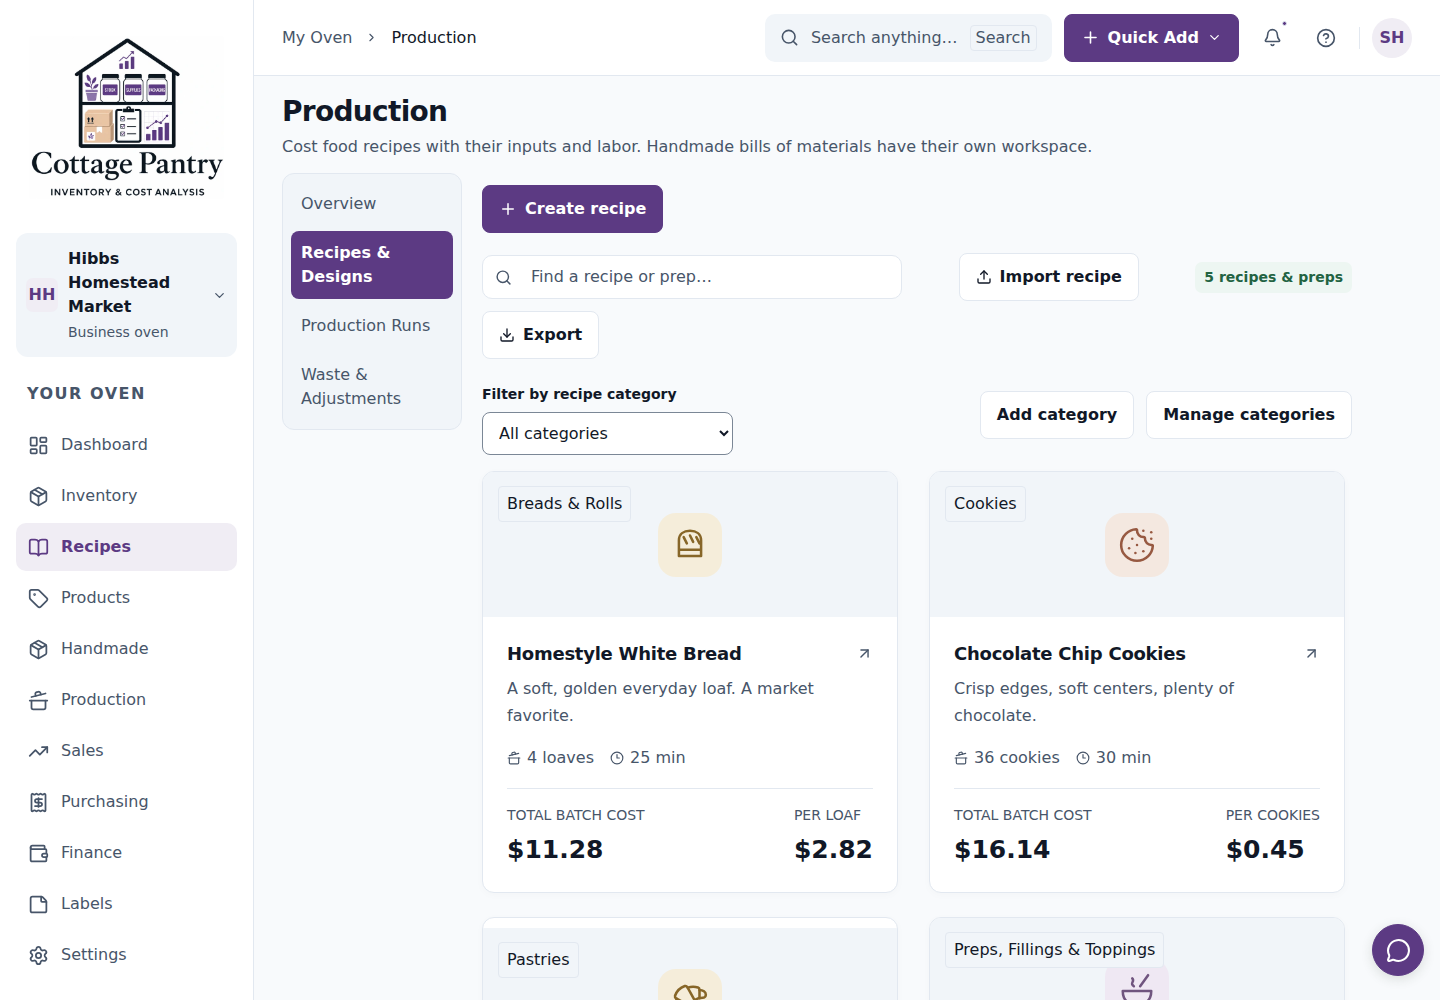 Cottage Pantry
INVENTORY & COST ANALYSIS
HH
Hibbs
Homestead
Market
Business oven
YOUR OVEN
Dashboard
Inventory
Recipes
Products
Handmade
Production
Sales
Purchasing
Finance
Labels
Settings
My Oven > Production
Search anything... Search
Quick Add
SH
Production
Cost food recipes with their inputs and labor. Handmade bills of materials have their own workspace.
Overview
Recipes &
Designs
Production Runs
Waste &
Adjustments
Create recipe
Find a recipe or prep...
Import recipe
5 recipes & preps
Export
Filter by recipe category
All categories
Add category
Manage categories
Breads & Rolls
Homestyle White Bread
A soft, golden everyday loaf. A market
favorite.
4 loaves 25 min
TOTAL BATCH COST PER LOAF
$11.28 $2.82
Cookies
Chocolate Chip Cookies
Crisp edges, soft centers, plenty of
chocolate.
36 cookies 30 min
TOTAL BATCH COST PER COOKIES
$16.14 $0.45
Pastries
Preps, Fillings & Toppings